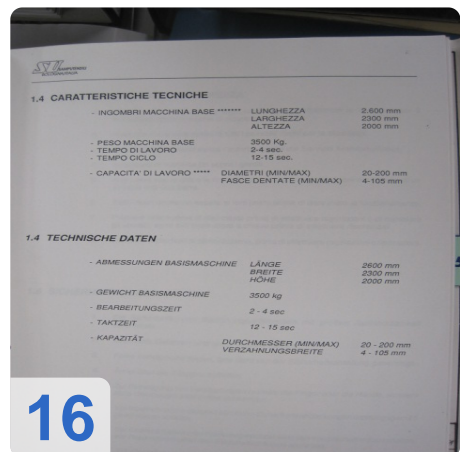 SU
1.4 CARATTERISTICHE TECNICHE
- INGOMBRI MACCHINA BASE ******* LUNGHEZZA 2.600 mm
LARGHEZZA 2300 mm
ALTEZZA 2000 mm
- PESO MACCHINA BASE 3500 Kg.
- TEMPO DI LAVORO 2-4 sec.
- TEMPO CICLO 12-15 sec.
- CAPACITA' DI LAVORO ***** DIAMETRI (MIN/MAX) 20-200 mm
FASCE DENTATE (MIN/MAX) 4-105 mm
1.4 TECHNISCHE DATEN
- ABMESSUNGEN BASISMASCHINE LÄNGE 2600 mm
BREITE 2300 mm
HÖHE 2000 mm
- GEWICHT BASISMASCHINE 3500 kg
- BEARBEITUNGSZEIT 2 - 4 sec
- TAKTZEIT 12 - 15 sec
- KAPAZITÄT DURCHMESSER (MIN/MAX) 20 - 200 mm
VERZAHNUNGSBREITE 4 - 105 mm
16